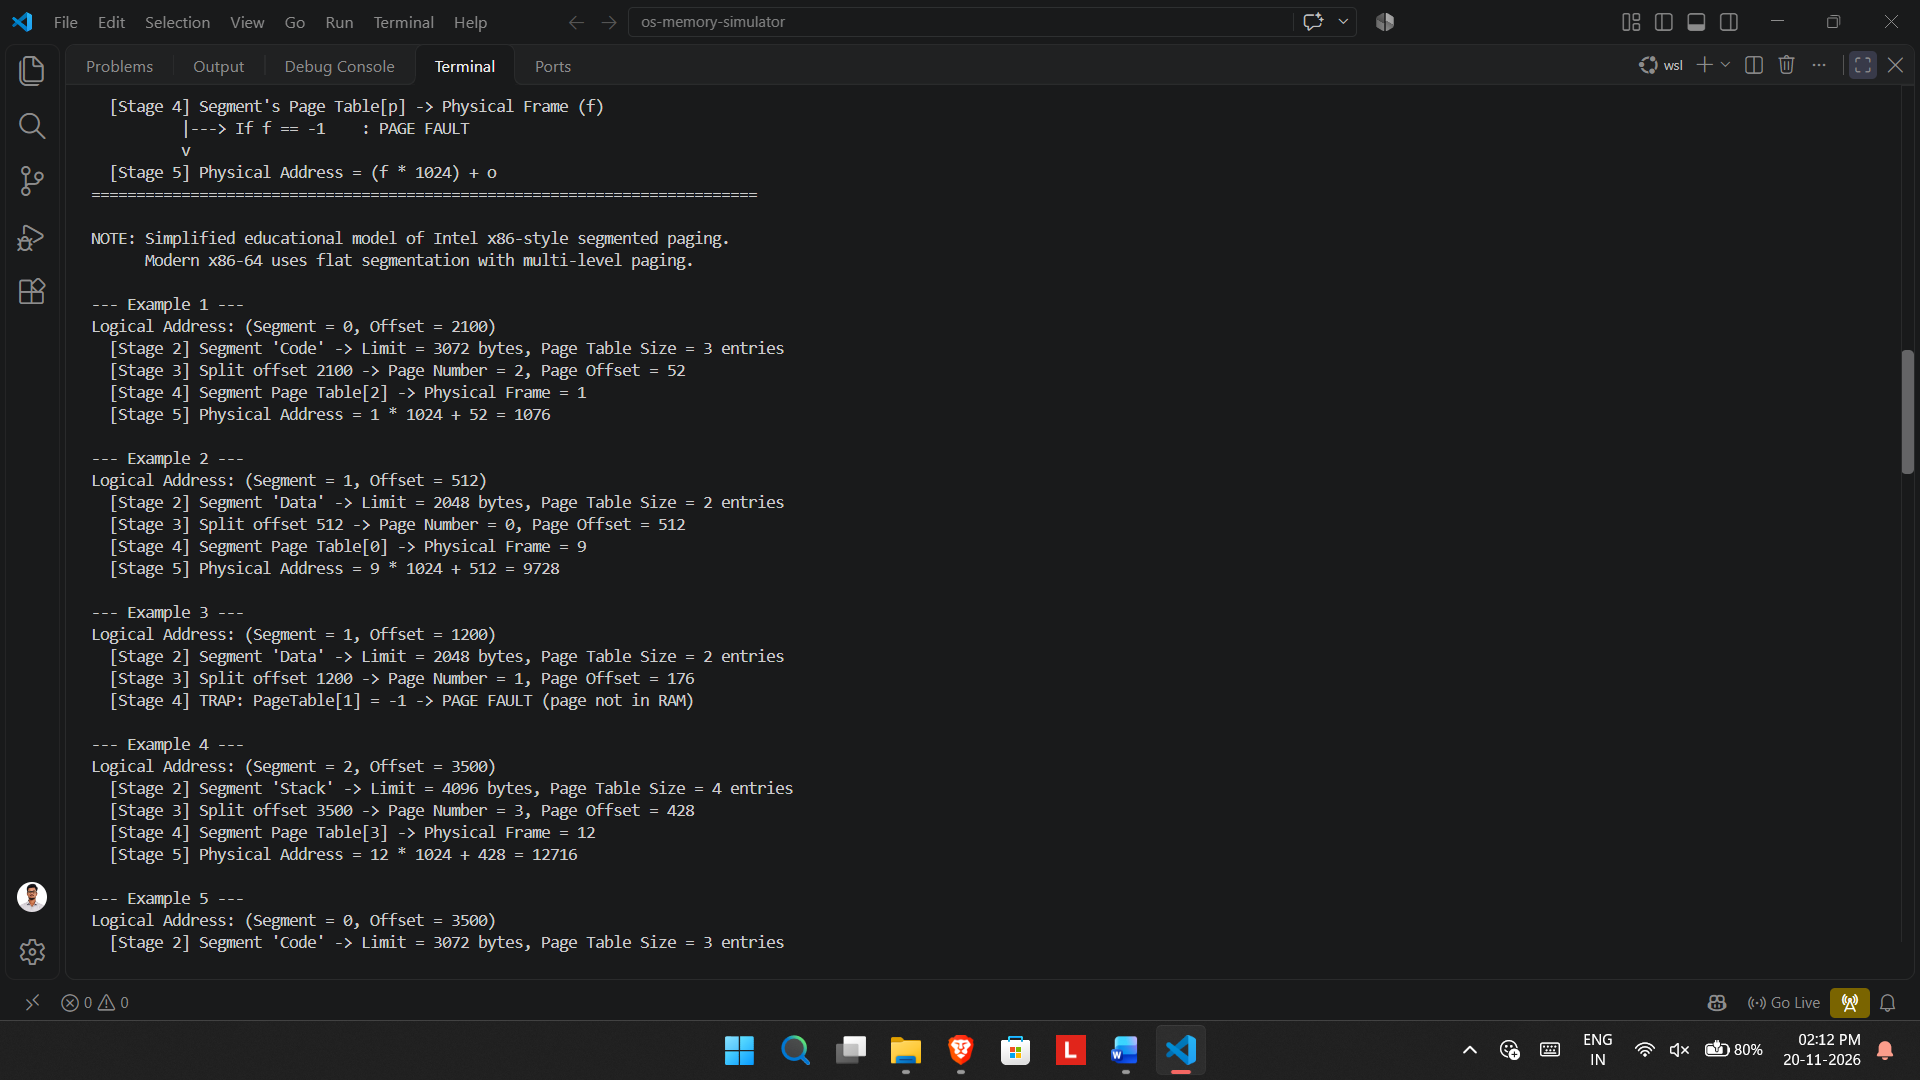 File Edit Selection View Go Run Terminal Help
os-memory-simulator
Problems Output Debug Console Terminal Ports
wsl
[Stage 4] Segment's Page Table[p] -> Physical Frame (f)
|---> If f == -1    : PAGE FAULT
v
[Stage 5] Physical Address = (f * 1024) + o
==========================================================================
NOTE: Simplified educational model of Intel x86-style segmented paging.
Modern x86-64 uses flat segmentation with multi-level paging.
--- Example 1 ---
Logical Address: (Segment = 0, Offset = 2100)
[Stage 2] Segment 'Code' -> Limit = 3072 bytes, Page Table Size = 3 entries
[Stage 3] Split offset 2100 -> Page Number = 2, Page Offset = 52
[Stage 4] Segment Page Table[2] -> Physical Frame = 1
[Stage 5] Physical Address = 1 * 1024 + 52 = 1076
--- Example 2 ---
Logical Address: (Segment = 1, Offset = 512)
[Stage 2] Segment 'Data' -> Limit = 2048 bytes, Page Table Size = 2 entries
[Stage 3] Split offset 512 -> Page Number = 0, Page Offset = 512
[Stage 4] Segment Page Table[0] -> Physical Frame = 9
[Stage 5] Physical Address = 9 * 1024 + 512 = 9728
--- Example 3 ---
Logical Address: (Segment = 1, Offset = 1200)
[Stage 2] Segment 'Data' -> Limit = 2048 bytes, Page Table Size = 2 entries
[Stage 3] Split offset 1200 -> Page Number = 1, Page Offset = 176
[Stage 4] TRAP: PageTable[1] = -1 -> PAGE FAULT (page not in RAM)
--- Example 4 ---
Logical Address: (Segment = 2, Offset = 3500)
[Stage 2] Segment 'Stack' -> Limit = 4096 bytes, Page Table Size = 4 entries
[Stage 3] Split offset 3500 -> Page Number = 3, Page Offset = 428
[Stage 4] Segment Page Table[3] -> Physical Frame = 12
[Stage 5] Physical Address = 12 * 1024 + 428 = 12716
--- Example 5 ---
Logical Address: (Segment = 0, Offset = 3500)
[Stage 2] Segment 'Code' -> Limit = 3072 bytes, Page Table Size = 3 entries
0 0
Go Live
L
W
ENG
IN
80%
02:12 PM
20-11-2026